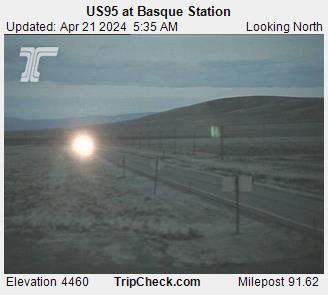 US95 at Basque Station
Updated: Apr 21 2024 5:35 AM Looking North
Elevation 4460 TripCheck.com Milepost 91.62